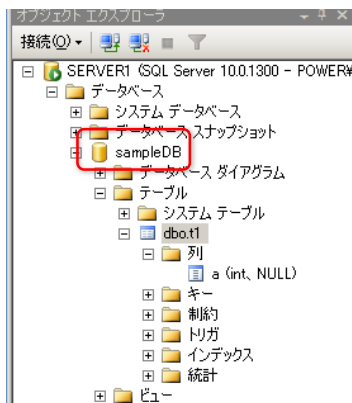 オブジェクト エクスプローラ
接続(O)
SERVER1 (SQL Server 10.0.1300 - POWER¥
データベース
システム データベース
データベース スナップショット
sampleDB
データベース ダイアグラム
テーブル
システム テーブル
dbo.t1
列
a (int、NULL)
キー
制約
トリガ
インデックス
統計
ビュー